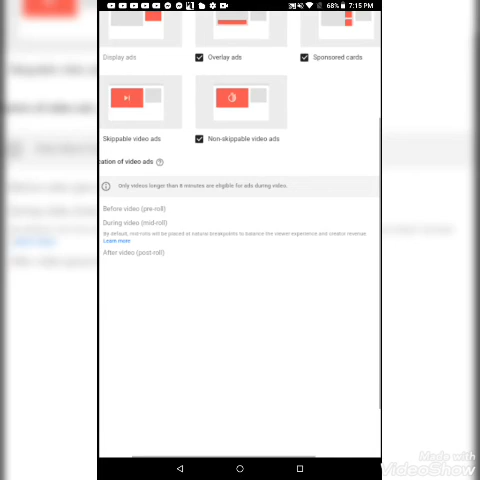 68% 7:15 PM
Display ads
Overlay ads
Sponsored cards
Skippable video ads
Non-skippable video ads
cation of video ads
Only videos longer than 8 minutes are eligible for ads during video.
Before video (pre-roll)
During video (mid-roll)
By default, mid-rolls will be placed at natural breakpoints to balance the viewer experience and creator revenue
Learn more
After video (post-roll)
Made with
VideoShow